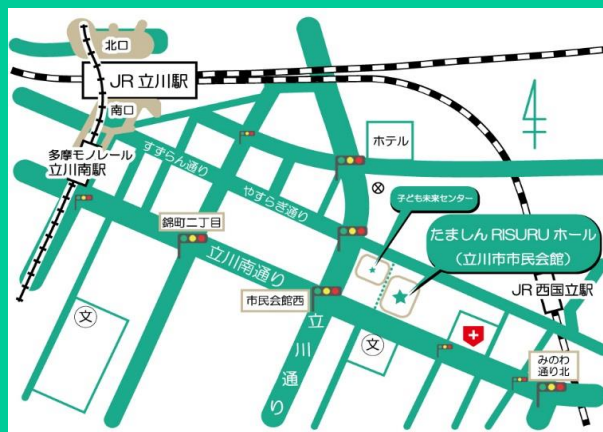 北口
JR 立川駅
南口
多摩モノレール
立川南駅
すずらん通り
やすらぎ通り
ホテル
子ども未来センター
たましん RISURU ホール
(立川市市民会館)
錦町二丁目
立川南通り
市民会館西
立川通り
JR 西国立駅
文
文
みのわ
通り北